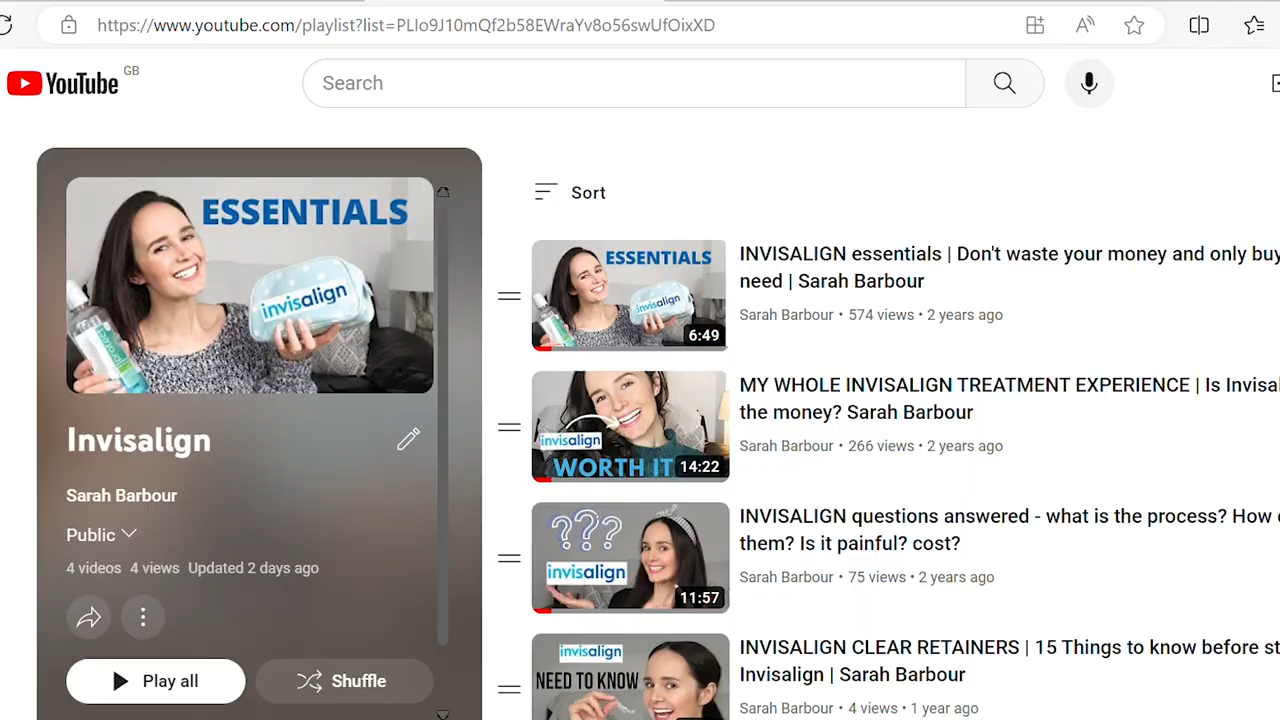 https://www.youtube.com/playlist?list=PLlo9J10mQf2b58EWraYv8o56swUfOixXD
YouTube GB
Search
ESSENTIALS
invisalign
Invisalign
Sarah Barbour
Public
4 videos 4 views Updated 2 days ago
Play all
Shuffle
Sort
ESSENTIALS
invisalign
6:49
INVISALIGN essentials | Don't waste your money and only buy
need | Sarah Barbour
Sarah Barbour • 574 views • 2 years ago
invisalign
WORTH IT
14:22
MY WHOLE INVISALIGN TREATMENT EXPERIENCE | Is Invisal
the money? Sarah Barbour
Sarah Barbour • 266 views • 2 years ago
???
invisalign
11:57
INVISALIGN questions answered - what is the process? How
them? Is it painful? cost?
Sarah Barbour • 75 views • 2 years ago
invisalign
NEED TO KNOW
INVISALIGN CLEAR RETAINERS | 15 Things to know before st
Invisalign | Sarah Barbour
Sarah Barbour • 4 views • 1 year ago